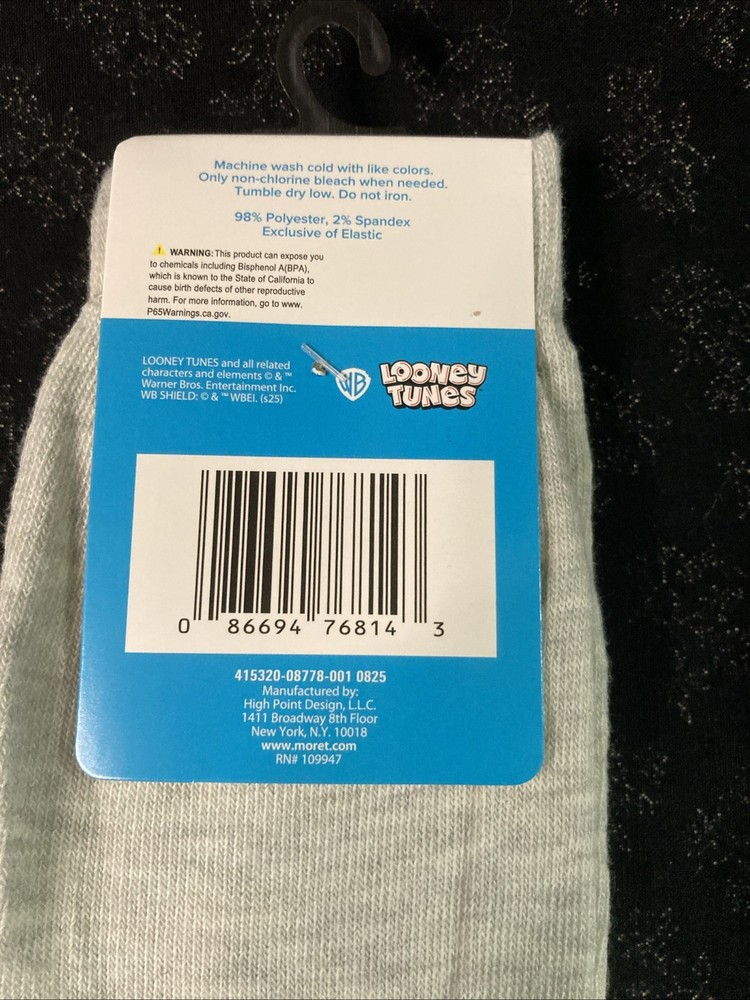 Machine wash cold with like colors.
Only non-chlorine bleach when needed.
Tumble dry low. Do not iron.
98% Polyester, 2% Spandex
Exclusive of Elastic
WARNING: This product can expose you
to chemicals including Bisphenol A(BPA),
which is known to the State of California to
cause birth defects of other reproductive
harm. For more information, go to www.
P65Warnings.ca.gov.
LOONEY TUNES and all related
characters and elements © & ™
Warner Bros. Entertainment Inc.
WB SHIELD: © & ™ WBEI. (s25)
WB
LOONEY
TUNES
0 86694 76814 3
415320-08778-001 0825
Manufactured by:
High Point Design, L.L.C.
1411 Broadway 8th Floor
New York, N.Y. 10018
www.moret.com
RN# 109947